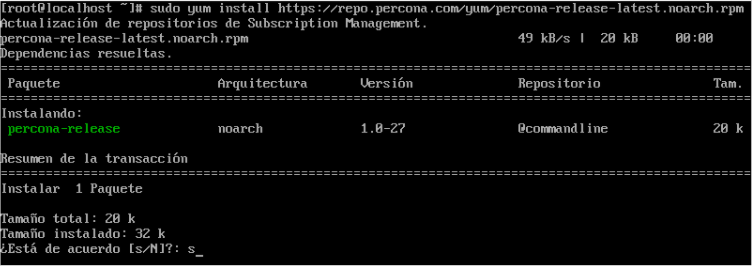 [root@localhost ~]# sudo yum install https://repo.percona.com/yum/percona-release-latest.noarch.rpm
Actualización de repositorios de Subscription Management.
percona-release-latest.noarch.rpm 49 kB/s | 20 kB 00:00
Dependencias resueltas.
================================================================================
Paquete Arquitectura Versión Repositorio Tam.
================================================================================
Instalando:
percona-release noarch 1.0-27 @commandline 20 k
Resumen de la transacción
================================================================================
Instalar 1 Paquete
Tamaño total: 20 k
Tamaño instalado: 32 k
¿Está de acuerdo [s/N]?: s_